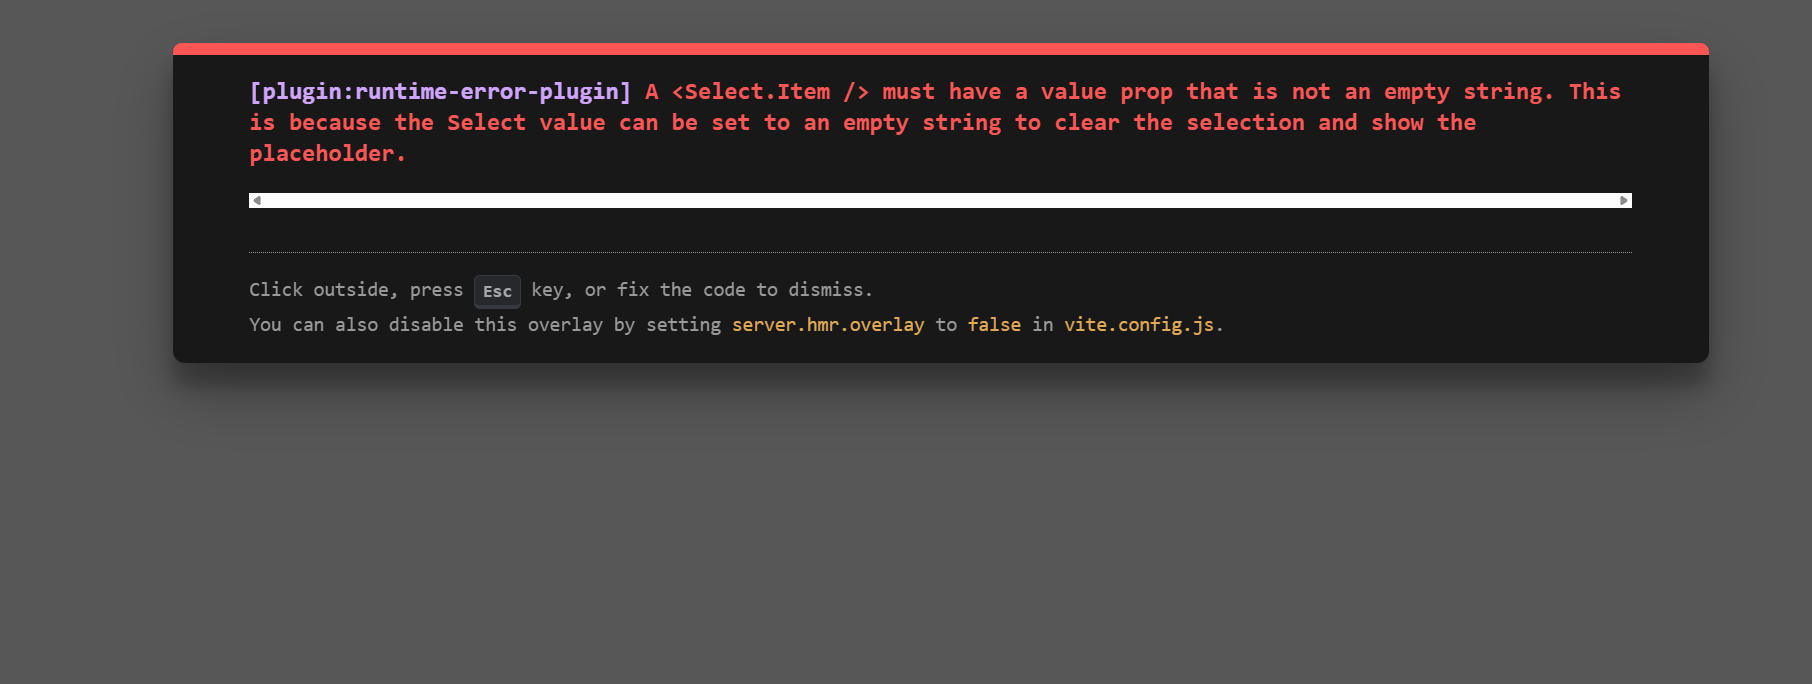 [plugin:runtime-error-plugin] A <Select.Item /> must have a value prop that is not an empty string. This
is because the Select value can be set to an empty string to clear the selection and show the
placeholder.
Click outside, press Esc key, or fix the code to dismiss.
You can also disable this overlay by setting server.hmr.overlay to false in vite.config.js.